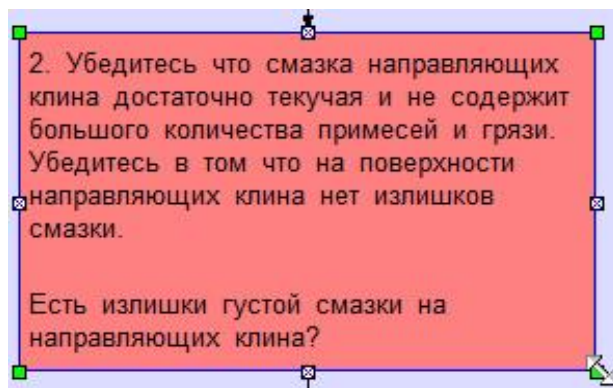 2. Убедитесь что смазка направляющих
клина достаточно текучая и не содержит
большого количества примесей и грязи.
Убедитесь в том что на поверхности
направляющих клина нет излишков
смазки.
Есть излишки густой смазки на
направляющих клина?